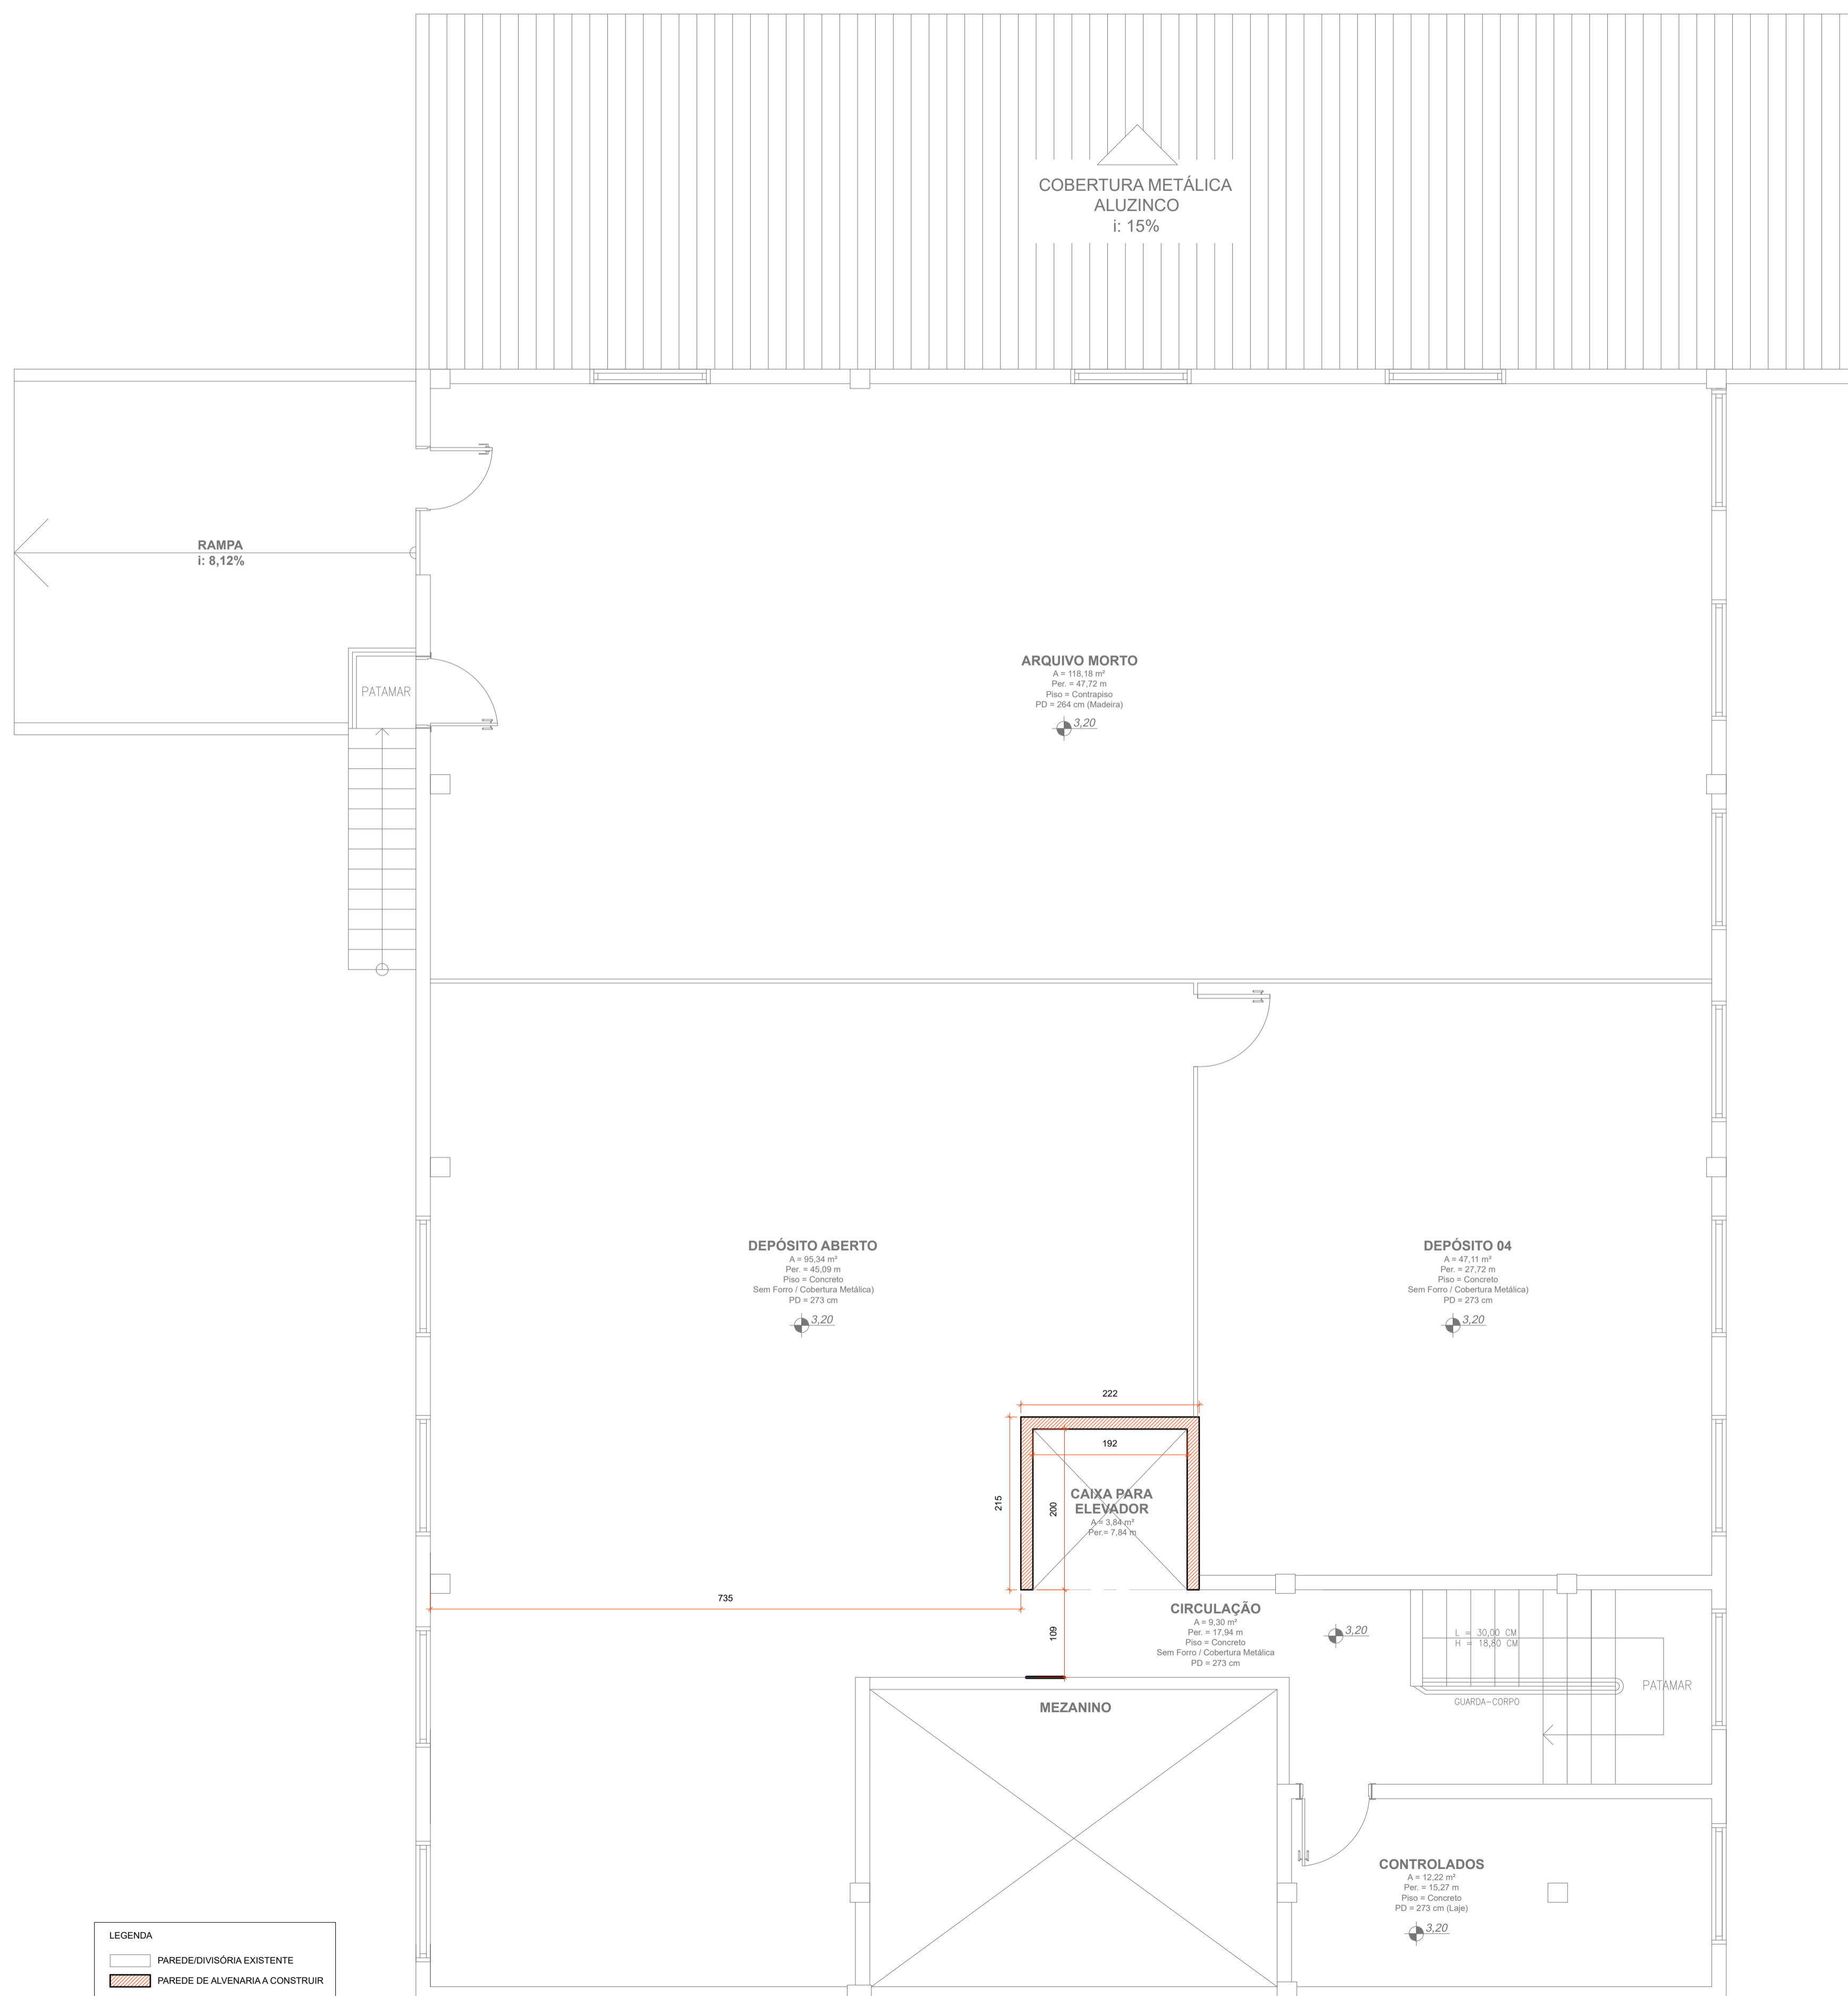 COBERTURA METÁLICA
ALUZINCO
i: 15%
RAMPA
i: 8,12%
PATAMAR
ARQUIVO MORTO
A = 118,18 m²
Per. = 47,72 m
Piso = Contrapiso
PD = 264 cm (Madeira)
3,20
DEPÓSITO ABERTO
A = 95,34 m²
Per. = 45,09 m
Piso = Concreto
Sem Forro / Cobertura Metálica)
PD = 273 cm
3,20
DEPÓSITO 04
A = 47,11 m²
Per. = 27,72 m
Piso = Concreto
Sem Forro / Cobertura Metálica)
PD = 273 cm
3,20
222
192
215
200
CAIXA PARA
ELEVADOR
A = 3,84 m²
Per.= 7,84 m
735
109
CIRCULAÇÃO
A = 9,30 m²
Per. = 17,94 m
Piso = Concreto
Sem Forro / Cobertura Metálica
PD = 273 cm
3,20
L = 30,00 CM
H = 18,80 CM
PATAMAR
GUARDA-CORPO
MEZANINO
CONTROLADOS
A = 12,22 m²
Per. = 15,27 m
Piso = Concreto
PD = 273 cm (Laje)
3,20
LEGENDA
PAREDE/DIVISÓRIA EXISTENTE
PAREDE DE ALVENARIA A CONSTRUIR